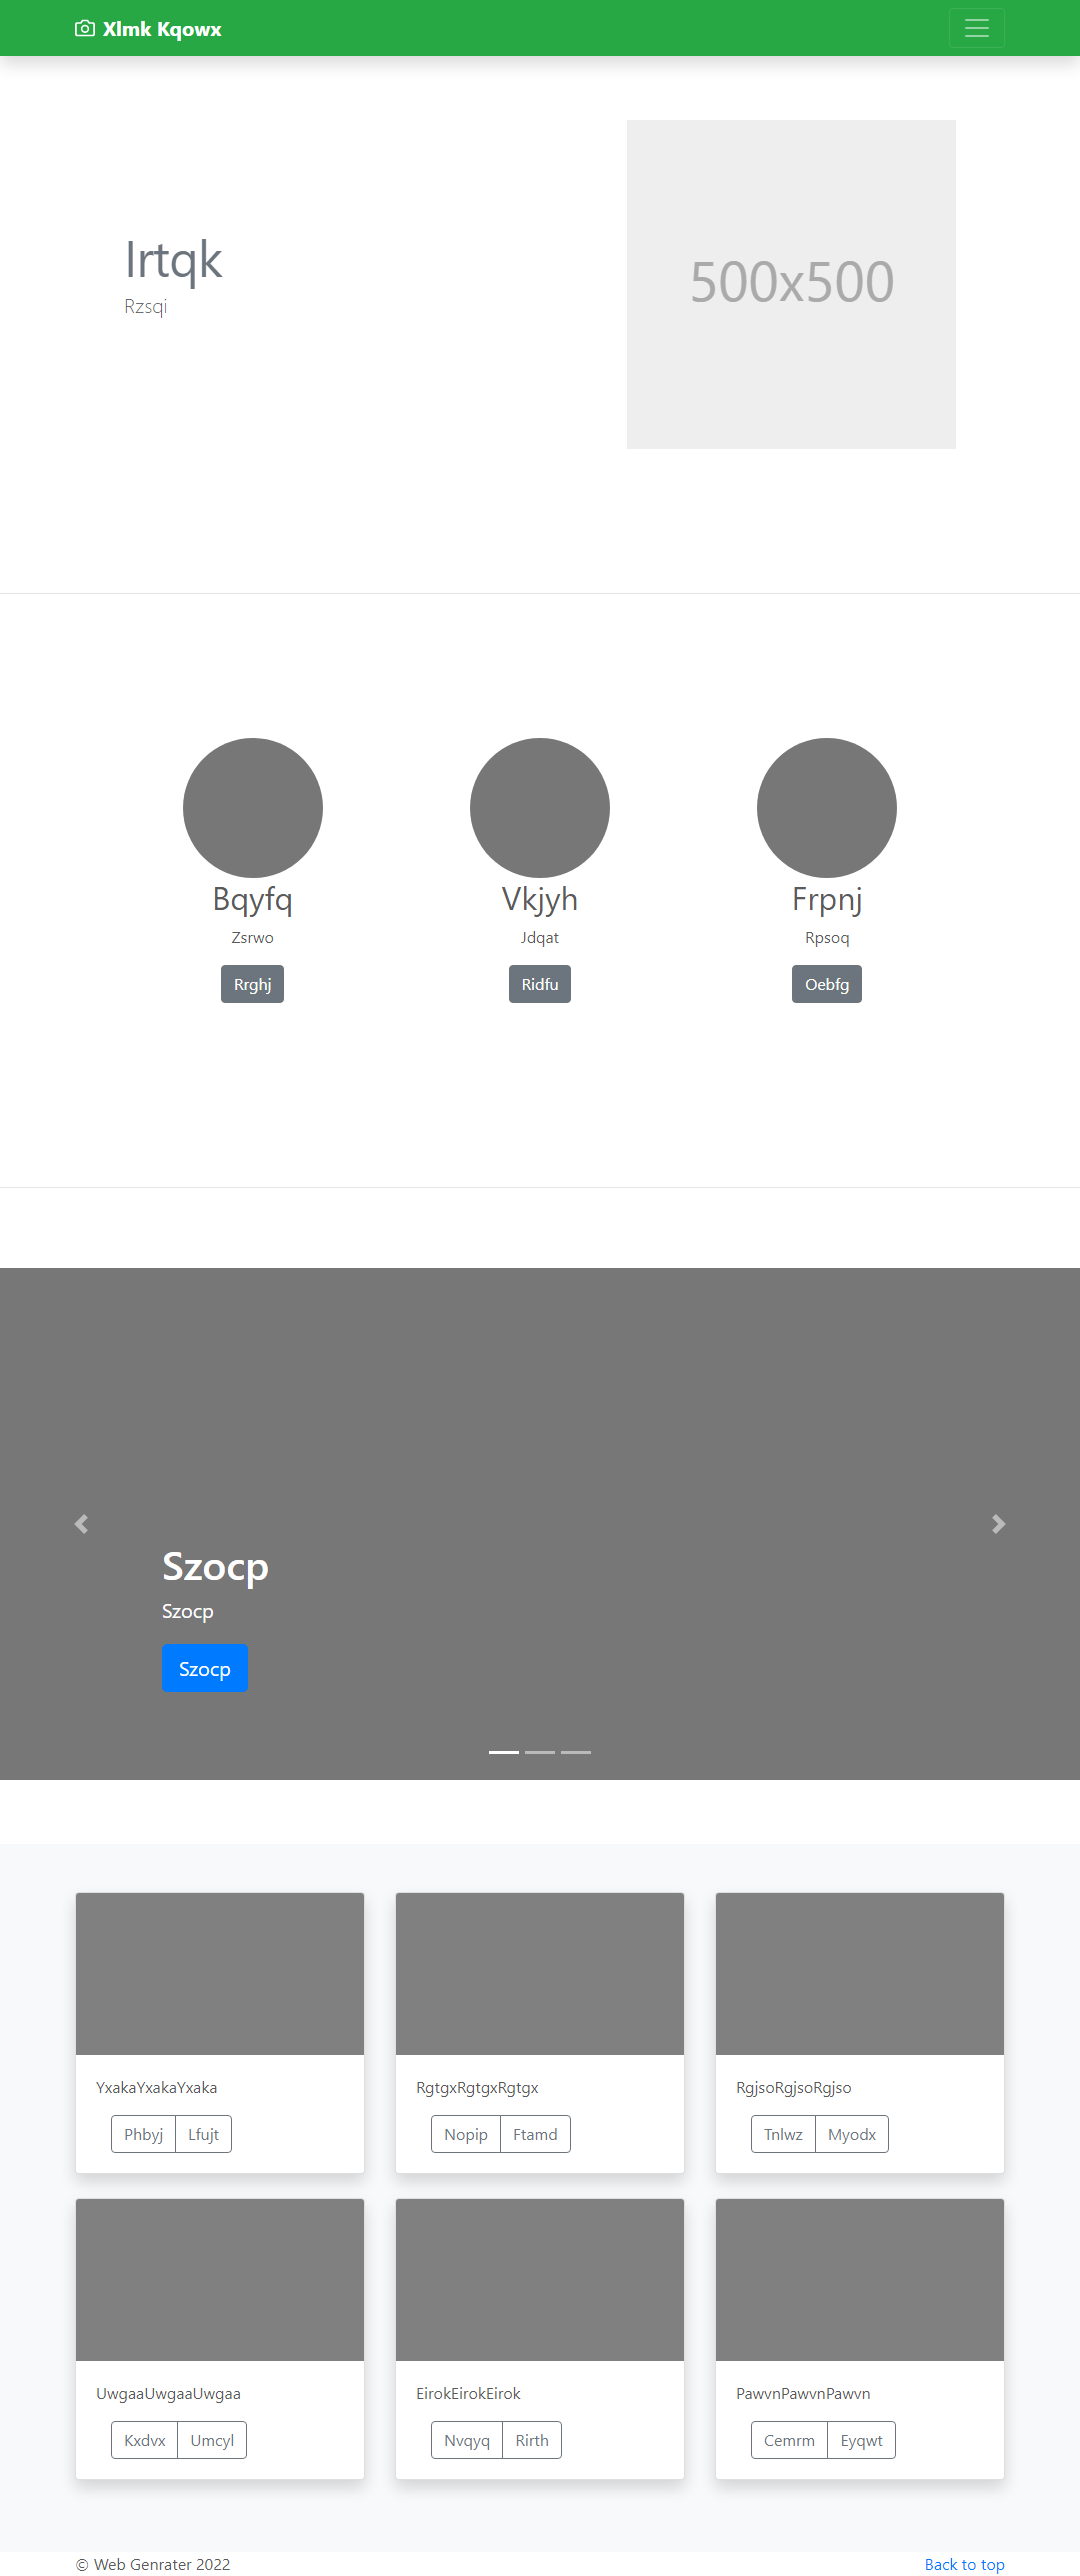 Xlmk Kqowx
Irtqk
Rzsqi
500x500
Bqyfq
Vkjyh
Frpnj
Zsrwo
Jdqat
Rpsoq
Rrghj
Ridfu
Oebfg
Szocp
Szocp
Szocp
YxakaYxakaYxaka
RgtgxRgtgxRgtgx
RgjsoRgjsoRgjso
Phbyj Lfujt
Nopip Ftamd
Tnlwz Myodx
UwgaaUwgaaUwgaa
EirokEirokEirok
PawvnPawvnPawvn
Kxdvx Umcyl
Nvqyq Rirth
Cemrm Eyqwt
© Web Genrater 2022
Back to top